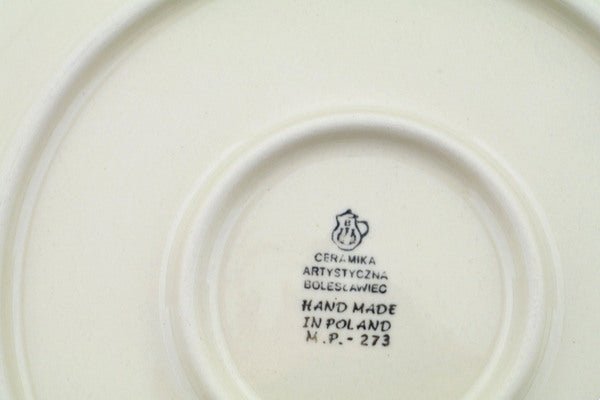 CERAMIKA
ARTYSTYCZNA
BOLESŁAWIEC
HAND MADE
IN POLAND
M.P.- 273